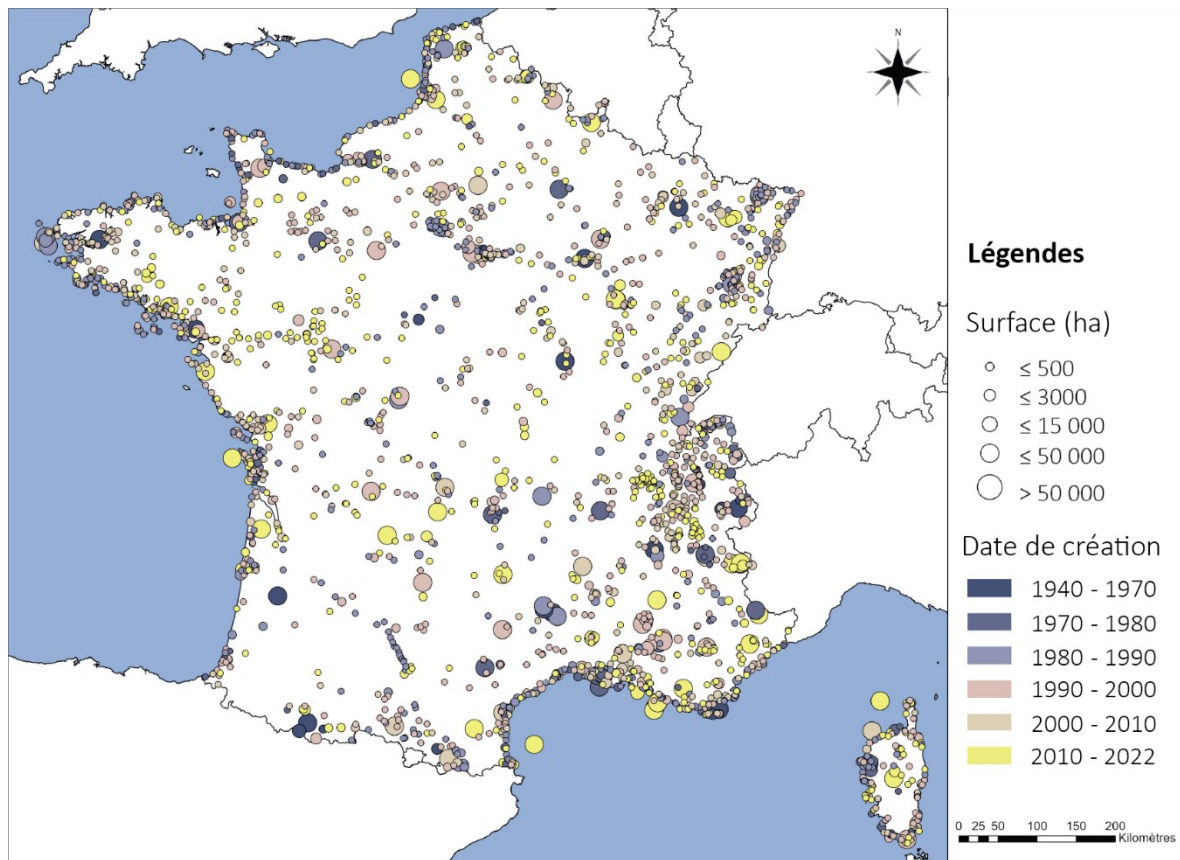 N
Légendes
Surface (ha)
≤ 500
≤ 3000
≤ 15 000
≤ 50 000
> 50 000
Date de création
1940 - 1970
1970 - 1980
1980 - 1990
1990 - 2000
2000 - 2010
2010 - 2022
0 25 50 100 150 200
Kilomètres